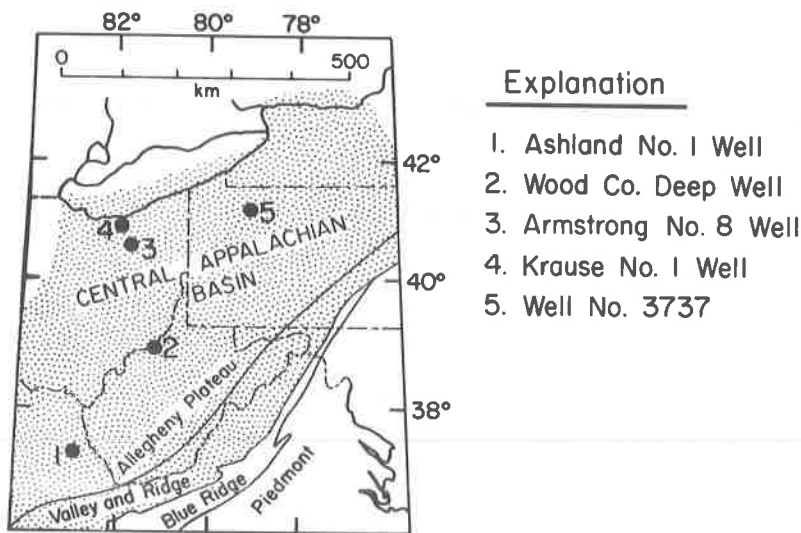 82° 80° 78°
0 500
km
42°
40°
38°
4
3
5
2
1
CENTRAL APPALACHIAN
BASIN
Allegheny Plateau
Valley and Ridge
Blue Ridge
Piedmont
Explanation
1. Ashland No. 1 Well
2. Wood Co. Deep Well
3. Armstrong No. 8 Well
4. Krause No. 1 Well
5. Well No. 3737